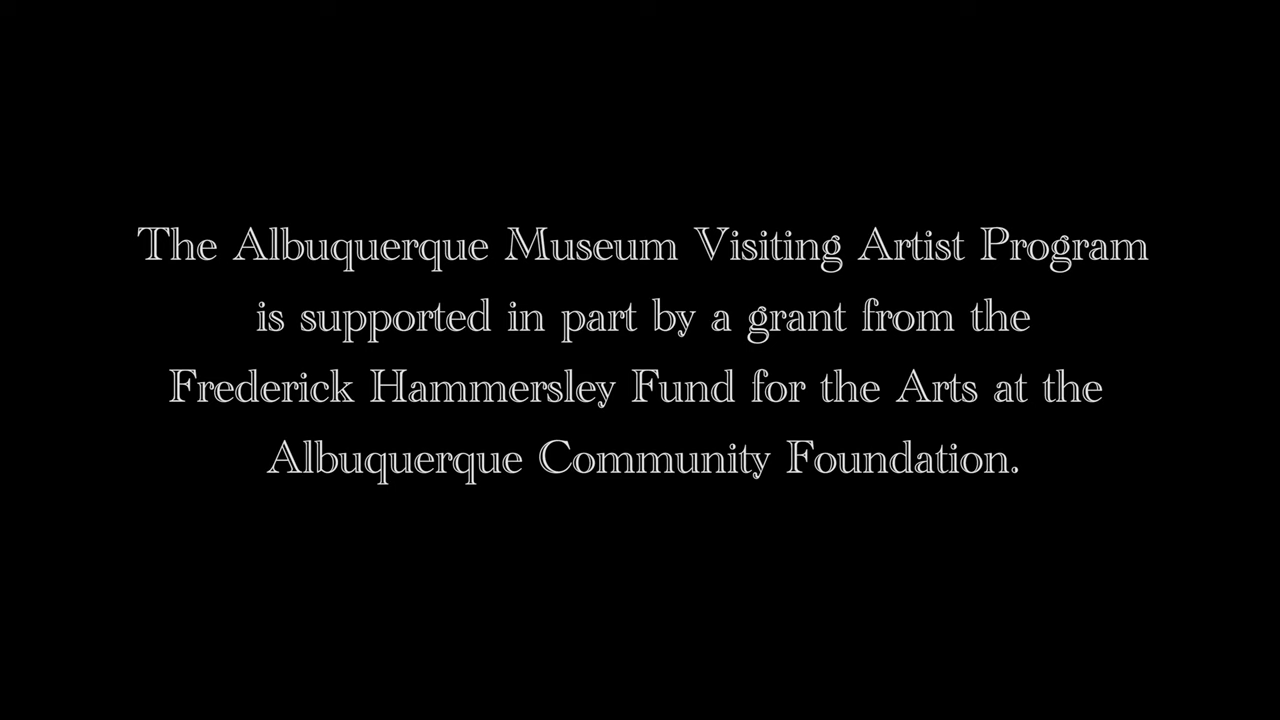 The Albuquerque Museum Visiting Artist Program
is supported in part by a grant from the
Frederick Hammersley Fund for the Arts at the
Albuquerque Community Foundation.